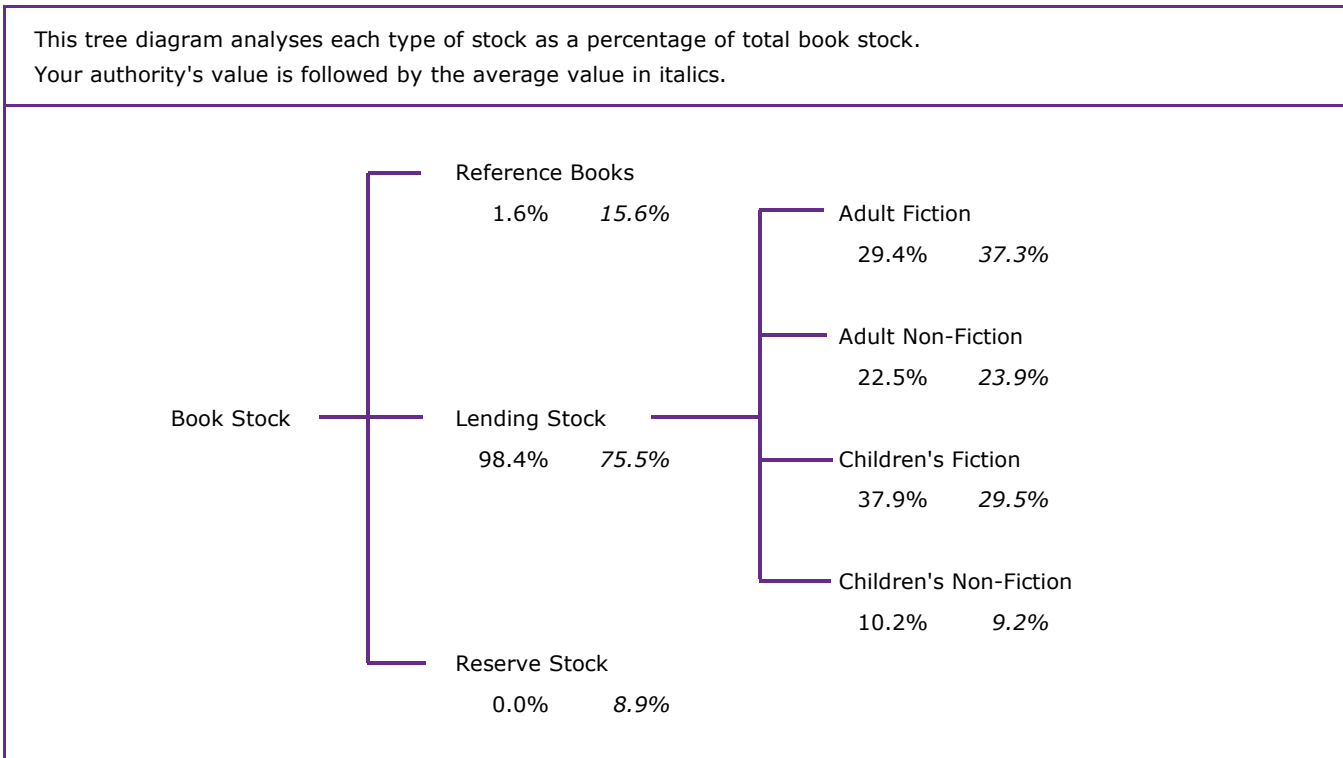 This tree diagram analyses each type of stock as a percentage of total book stock.
Your authority's value is followed by the average value in italics.
Reference Books
1.6% 15.6%
Adult Fiction
29.4% 37.3%
Adult Non-Fiction
22.5% 23.9%
Book Stock
Lending Stock
98.4% 75.5%
Children's Fiction
37.9% 29.5%
Children's Non-Fiction
10.2% 9.2%
Reserve Stock
0.0% 8.9%